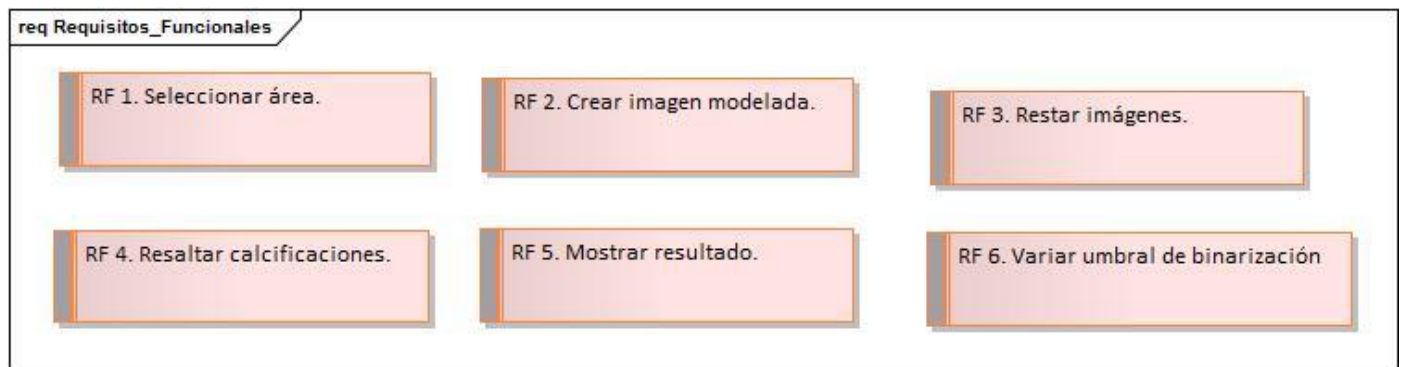 req Requisitos_Funcionales
RF 1. Seleccionar área.
RF 2. Crear imagen modelada.
RF 3. Restar imágenes.
RF 4. Resaltar calcificaciones.
RF 5. Mostrar resultado.
RF 6. Variar umbral de binarización